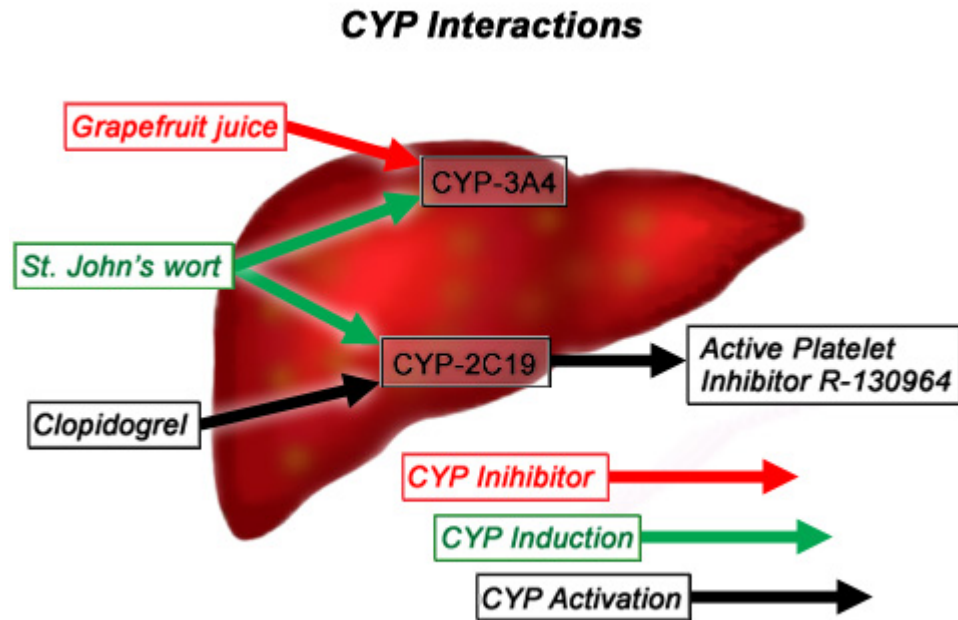 CYP Interactions
Grapefruit juice
CYP-3A4
St. John's wort
CYP-2C19
Active Platelet
Inhibitor R-130964
Clopidogrel
CYP Inihibitor
CYP Induction
CYP Activation